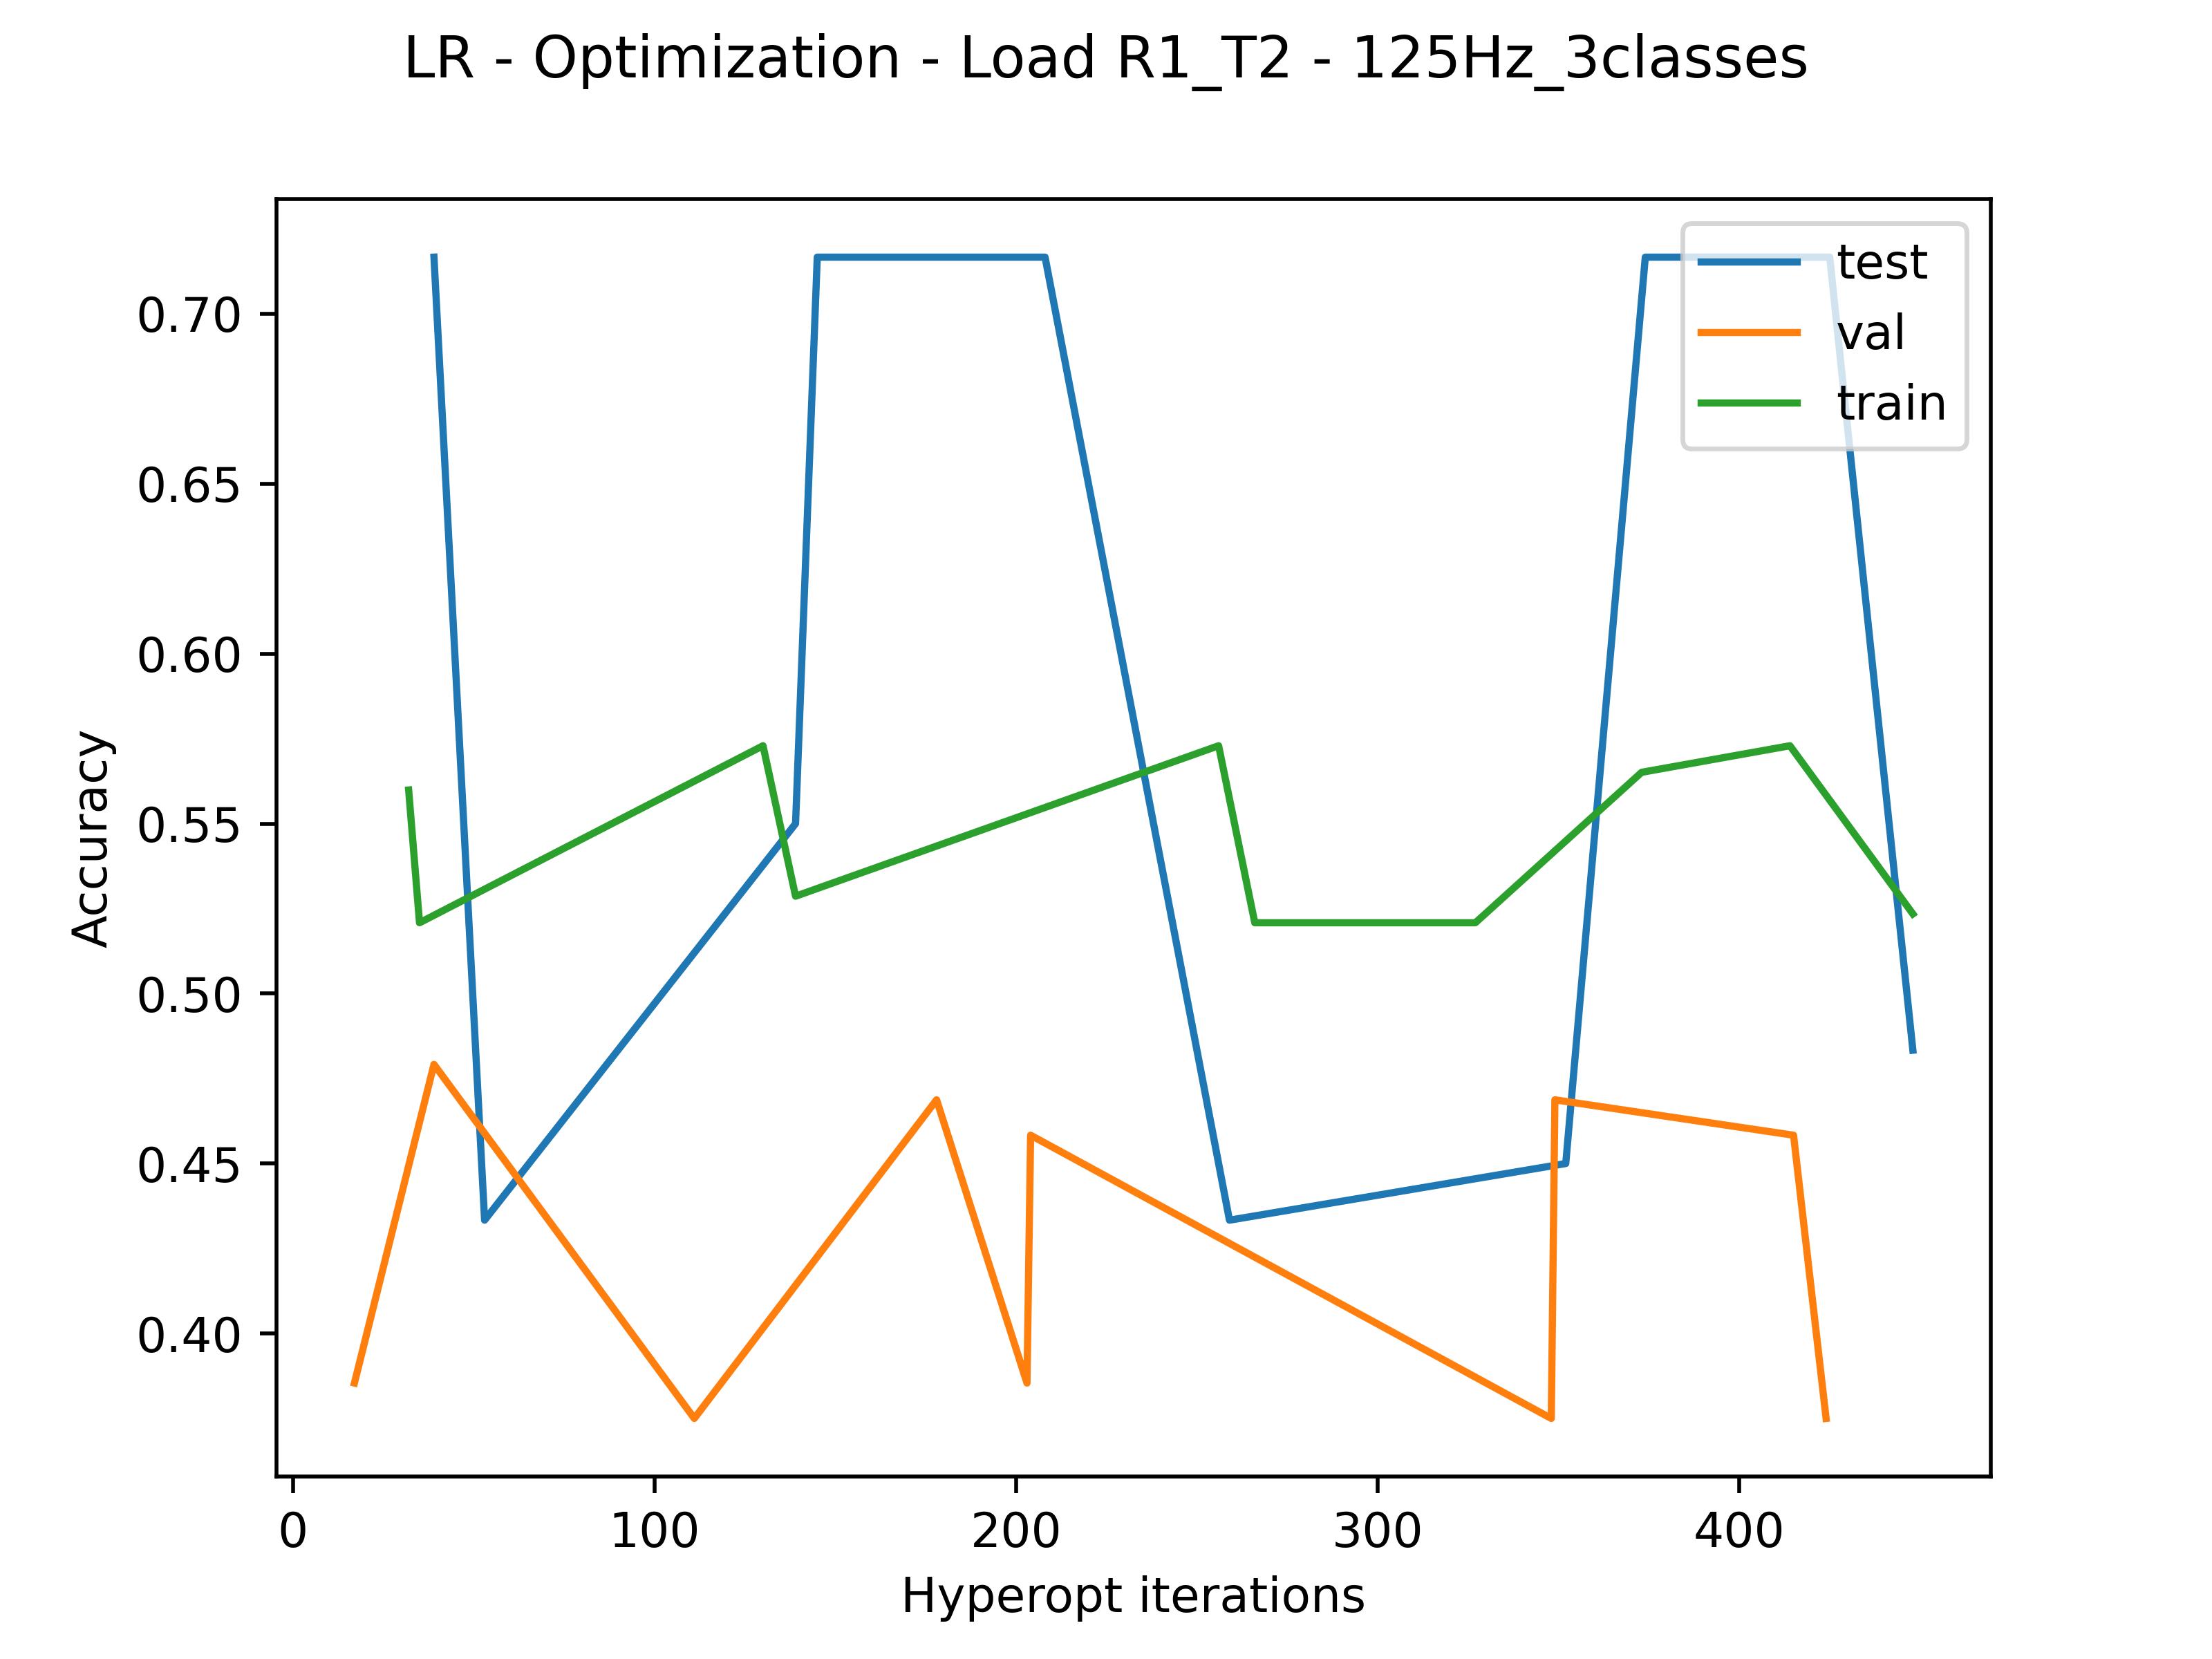 LR - Optimization - Load R1_T2 - 125Hz_3classes
test
val
train
0.70
0.65
0.60
0.55
0.50
0.45
0.40
Accuracy
0 100 200 300 400
Hyperopt iterations